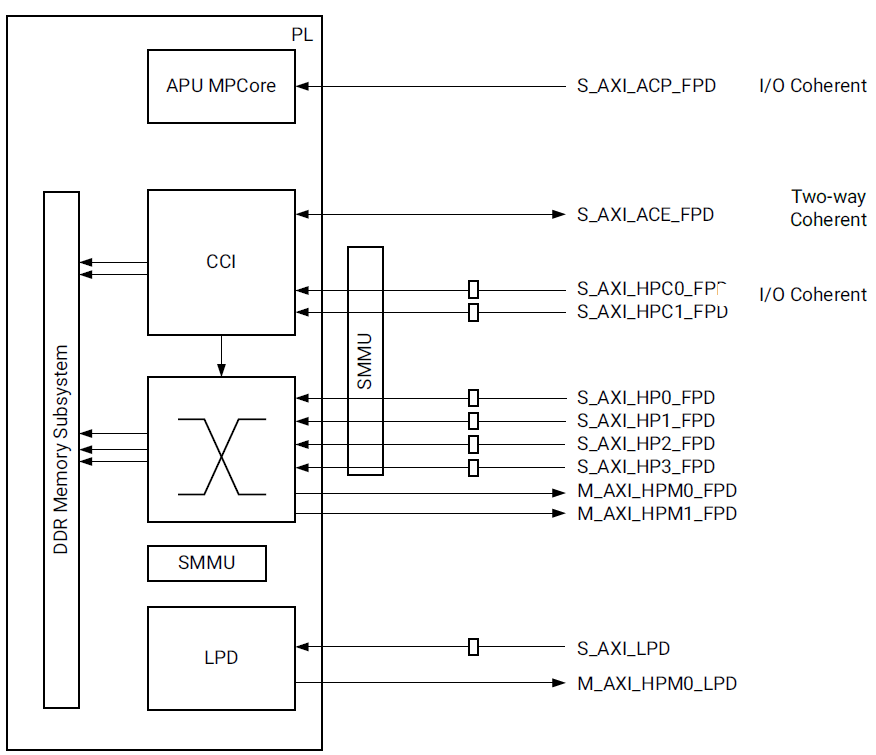 PL
APU MPCore
S_AXI_ACP_FPD I/O Coherent
Two-way
Coherent
S_AXI_ACE_FPD
CCI
S_AXI_HPC0_FPD
I/O Coherent
S_AXI_HPC1_FPD
SMMU
DDR Memory Subsystem
S_AXI_HP0_FPD
S_AXI_HP1_FPD
S_AXI_HP2_FPD
S_AXI_HP3_FPD
M_AXI_HPM0_FPD
M_AXI_HPM1_FPD
SMMU
LPD
S_AXI_LPD
M_AXI_HPM0_LPD